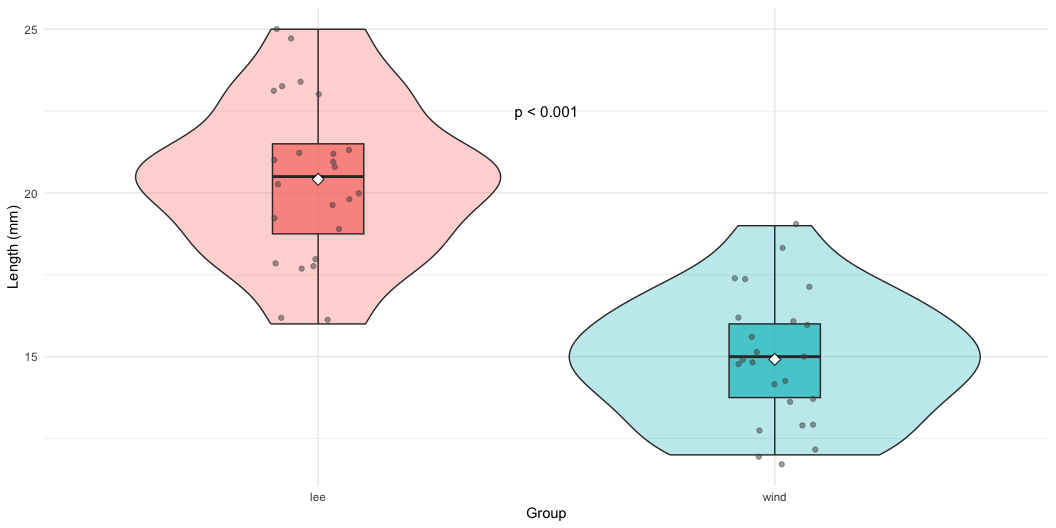 25
p < 0.001
20
Length (mm)
15
lee
wind
Group